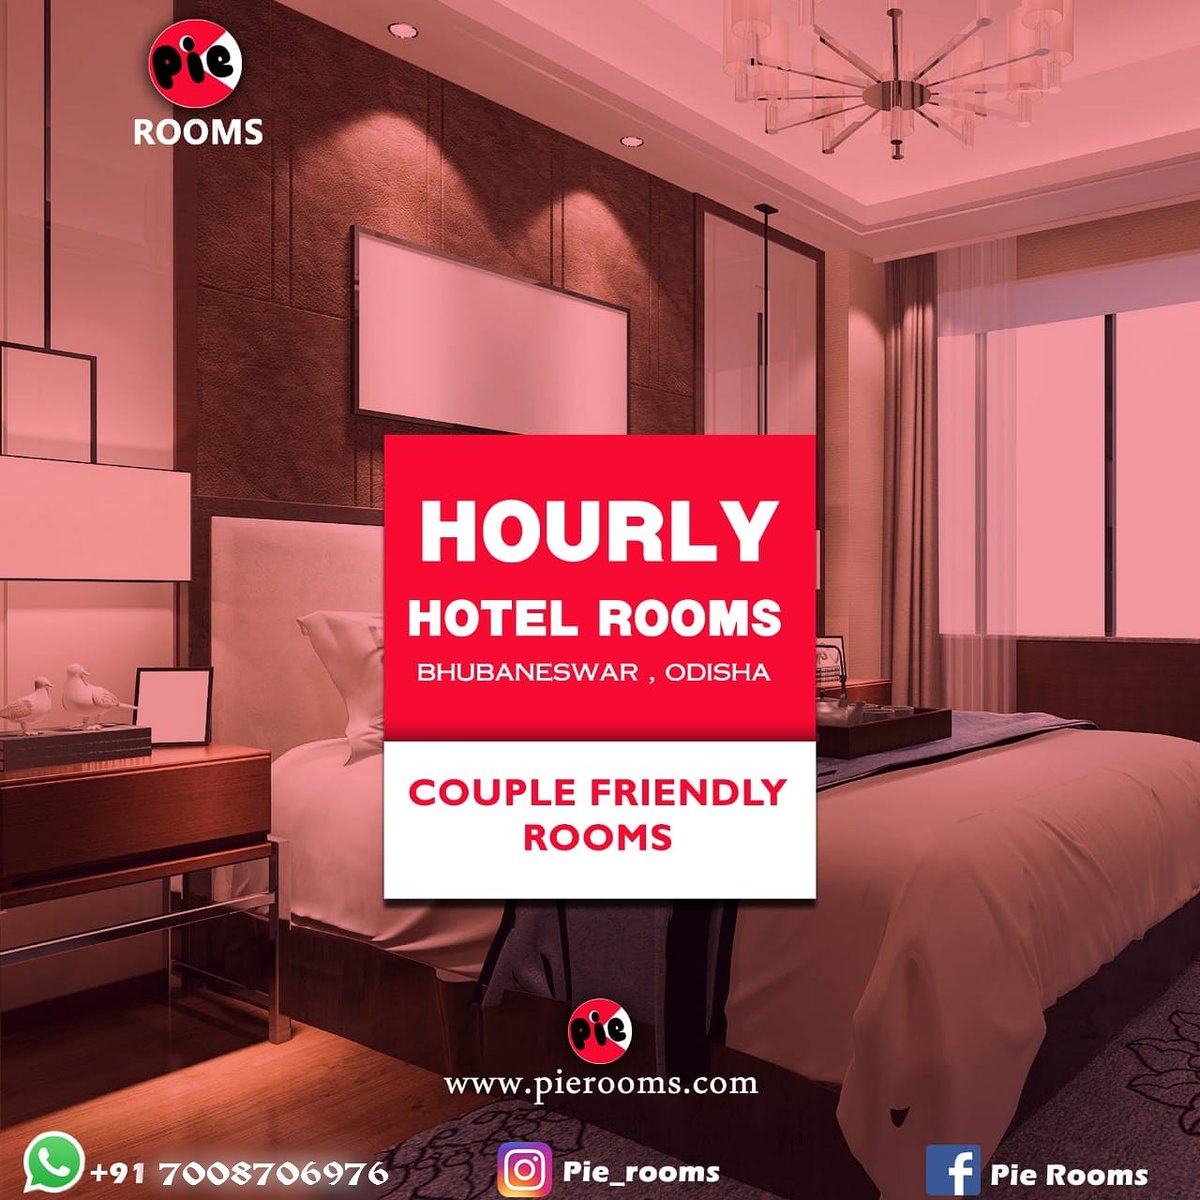 pie
ROOMS
HOURLY
HOTEL ROOMS
BHUBANESWAR , ODISHA
COUPLE FRIENDLY
ROOMS
pie
www.pierooms.com
+91 7008706976
Pie_rooms
Pie Rooms